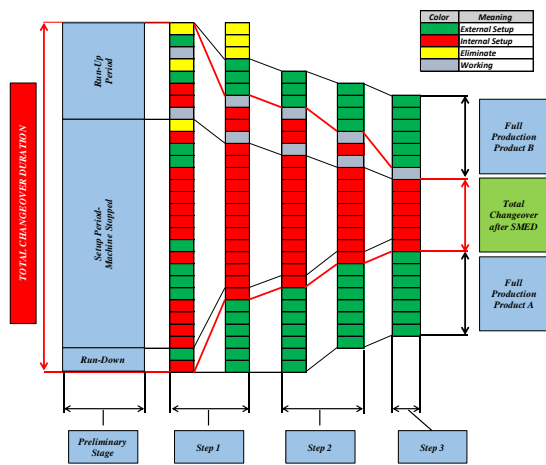 Color Meaning
External Setup
Internal Setup
Eliminate
Working
TOTAL CHANGEOVER DURATION
Run-Up
Period
Setup Period-
Machine Stopped
Run-Down
Full
Production
Product B
Total
Changeover
after SMED
Full
Production
Product A
Preliminary
Stage
Step 1
Step 2
Step 3